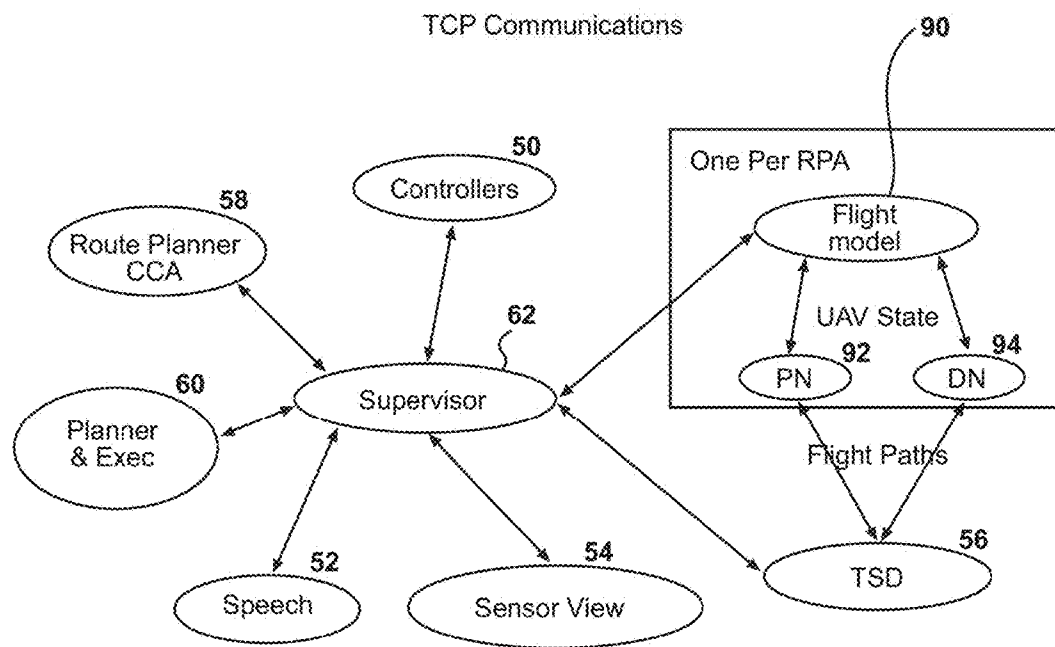 TCP Communications
90
One Per RPA
50
Controllers
58
Route Planner
CCA
Flight
model
62
UAV State
92
94
PN
DN
60
Supervisor
Planner
& Exec
Flight Paths
52
54
56
Speech
Sensor View
TSD